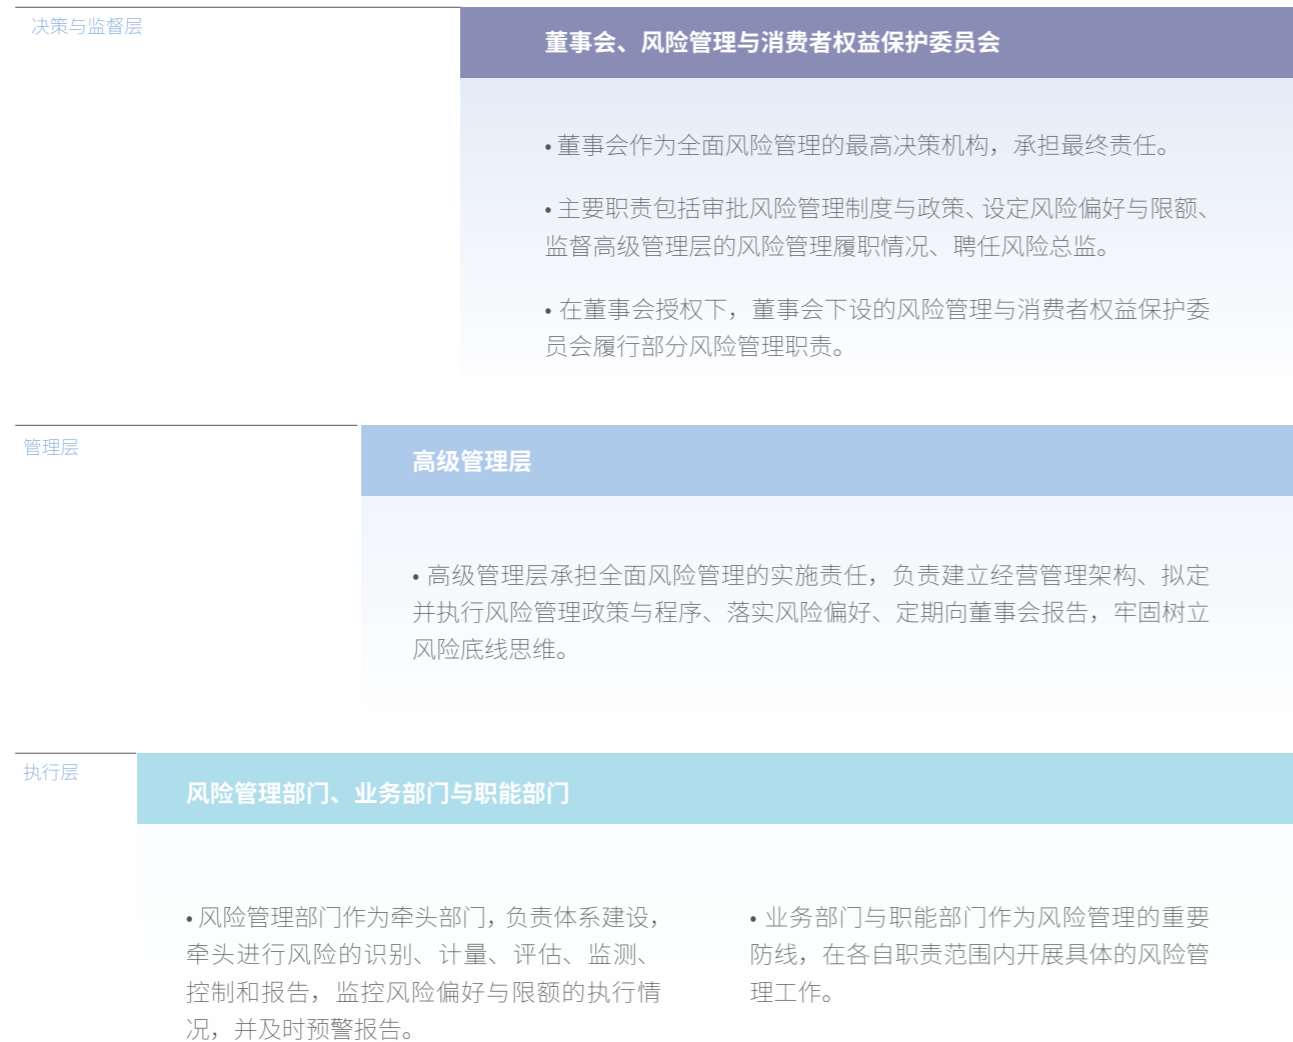 决策与监督层
董事会、风险管理与消费者权益保护委员会
• 董事会作为全面风险管理的最高决策机构，承担最终责任。
• 主要职责包括审批风险管理制度与政策、设定风险偏好与限额、
监督高级管理层的风险管理履职情况、聘任风险总监。
• 在董事会授权下，董事会下设的风险管理与消费者权益保护委
员会履行部分风险管理职责。
管理层
高级管理层
• 高级管理层承担全面风险管理的实施责任，负责建立经营管理架构、拟定
并执行风险管理政策与程序、落实风险偏好、定期向董事会报告，牢固树立
风险底线思维。
执行层
风险管理部门、业务部门与职能部门
• 风险管理部门作为牵头部门，负责体系建设，
牵头进行风险的识别、计量、评估、监测、
控制和报告，监控风险偏好与限额的执行情
况，并及时预警报告。
• 业务部门与职能部门作为风险管理的重要
防线，在各自职责范围内开展具体的风险管
理工作。